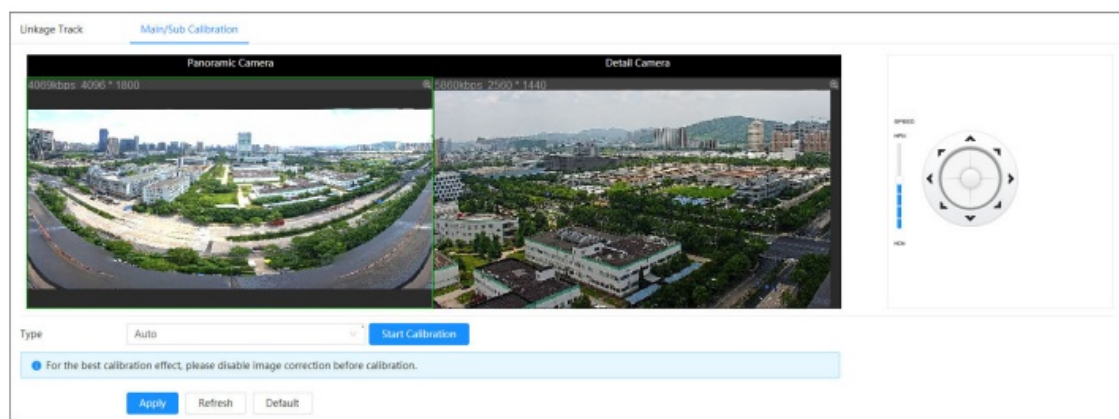 Linkage Track
Main/Sub Calibration
Panoramic Camera
Detail Camera
4069kbps 4096 * 1800
5860kbps 2560 * 1440
SPEED
Type
Auto
Start Calibration
For the best calibration effect, please disable image correction before calibration.
Apply
Refresh
Default